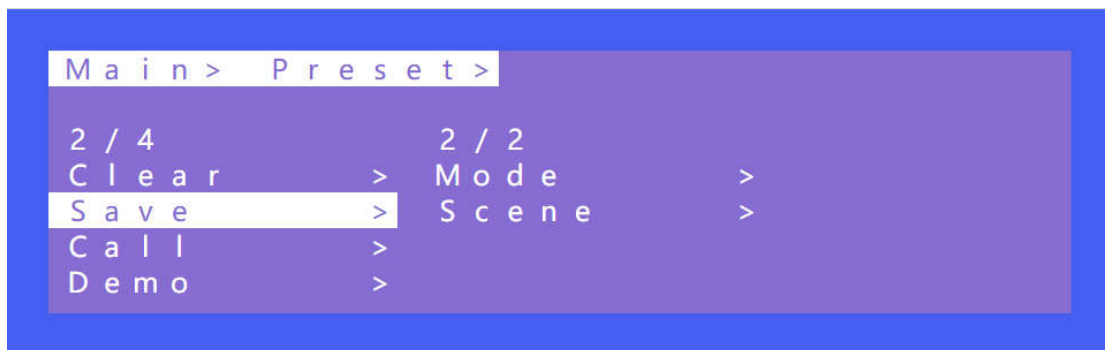 Main> Preset>
2/4 2/2
Clear > Mode >
Save > Scene >
Call >
Demo >